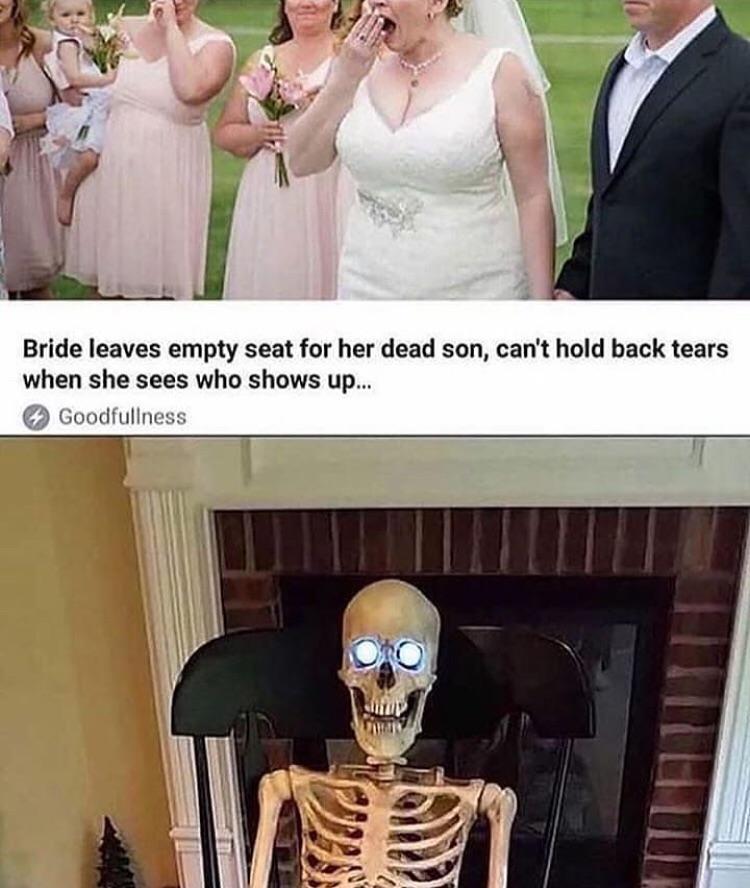 Bride leaves empty seat for her dead son, can't hold back tears
when she sees who shows up...
Goodfullness